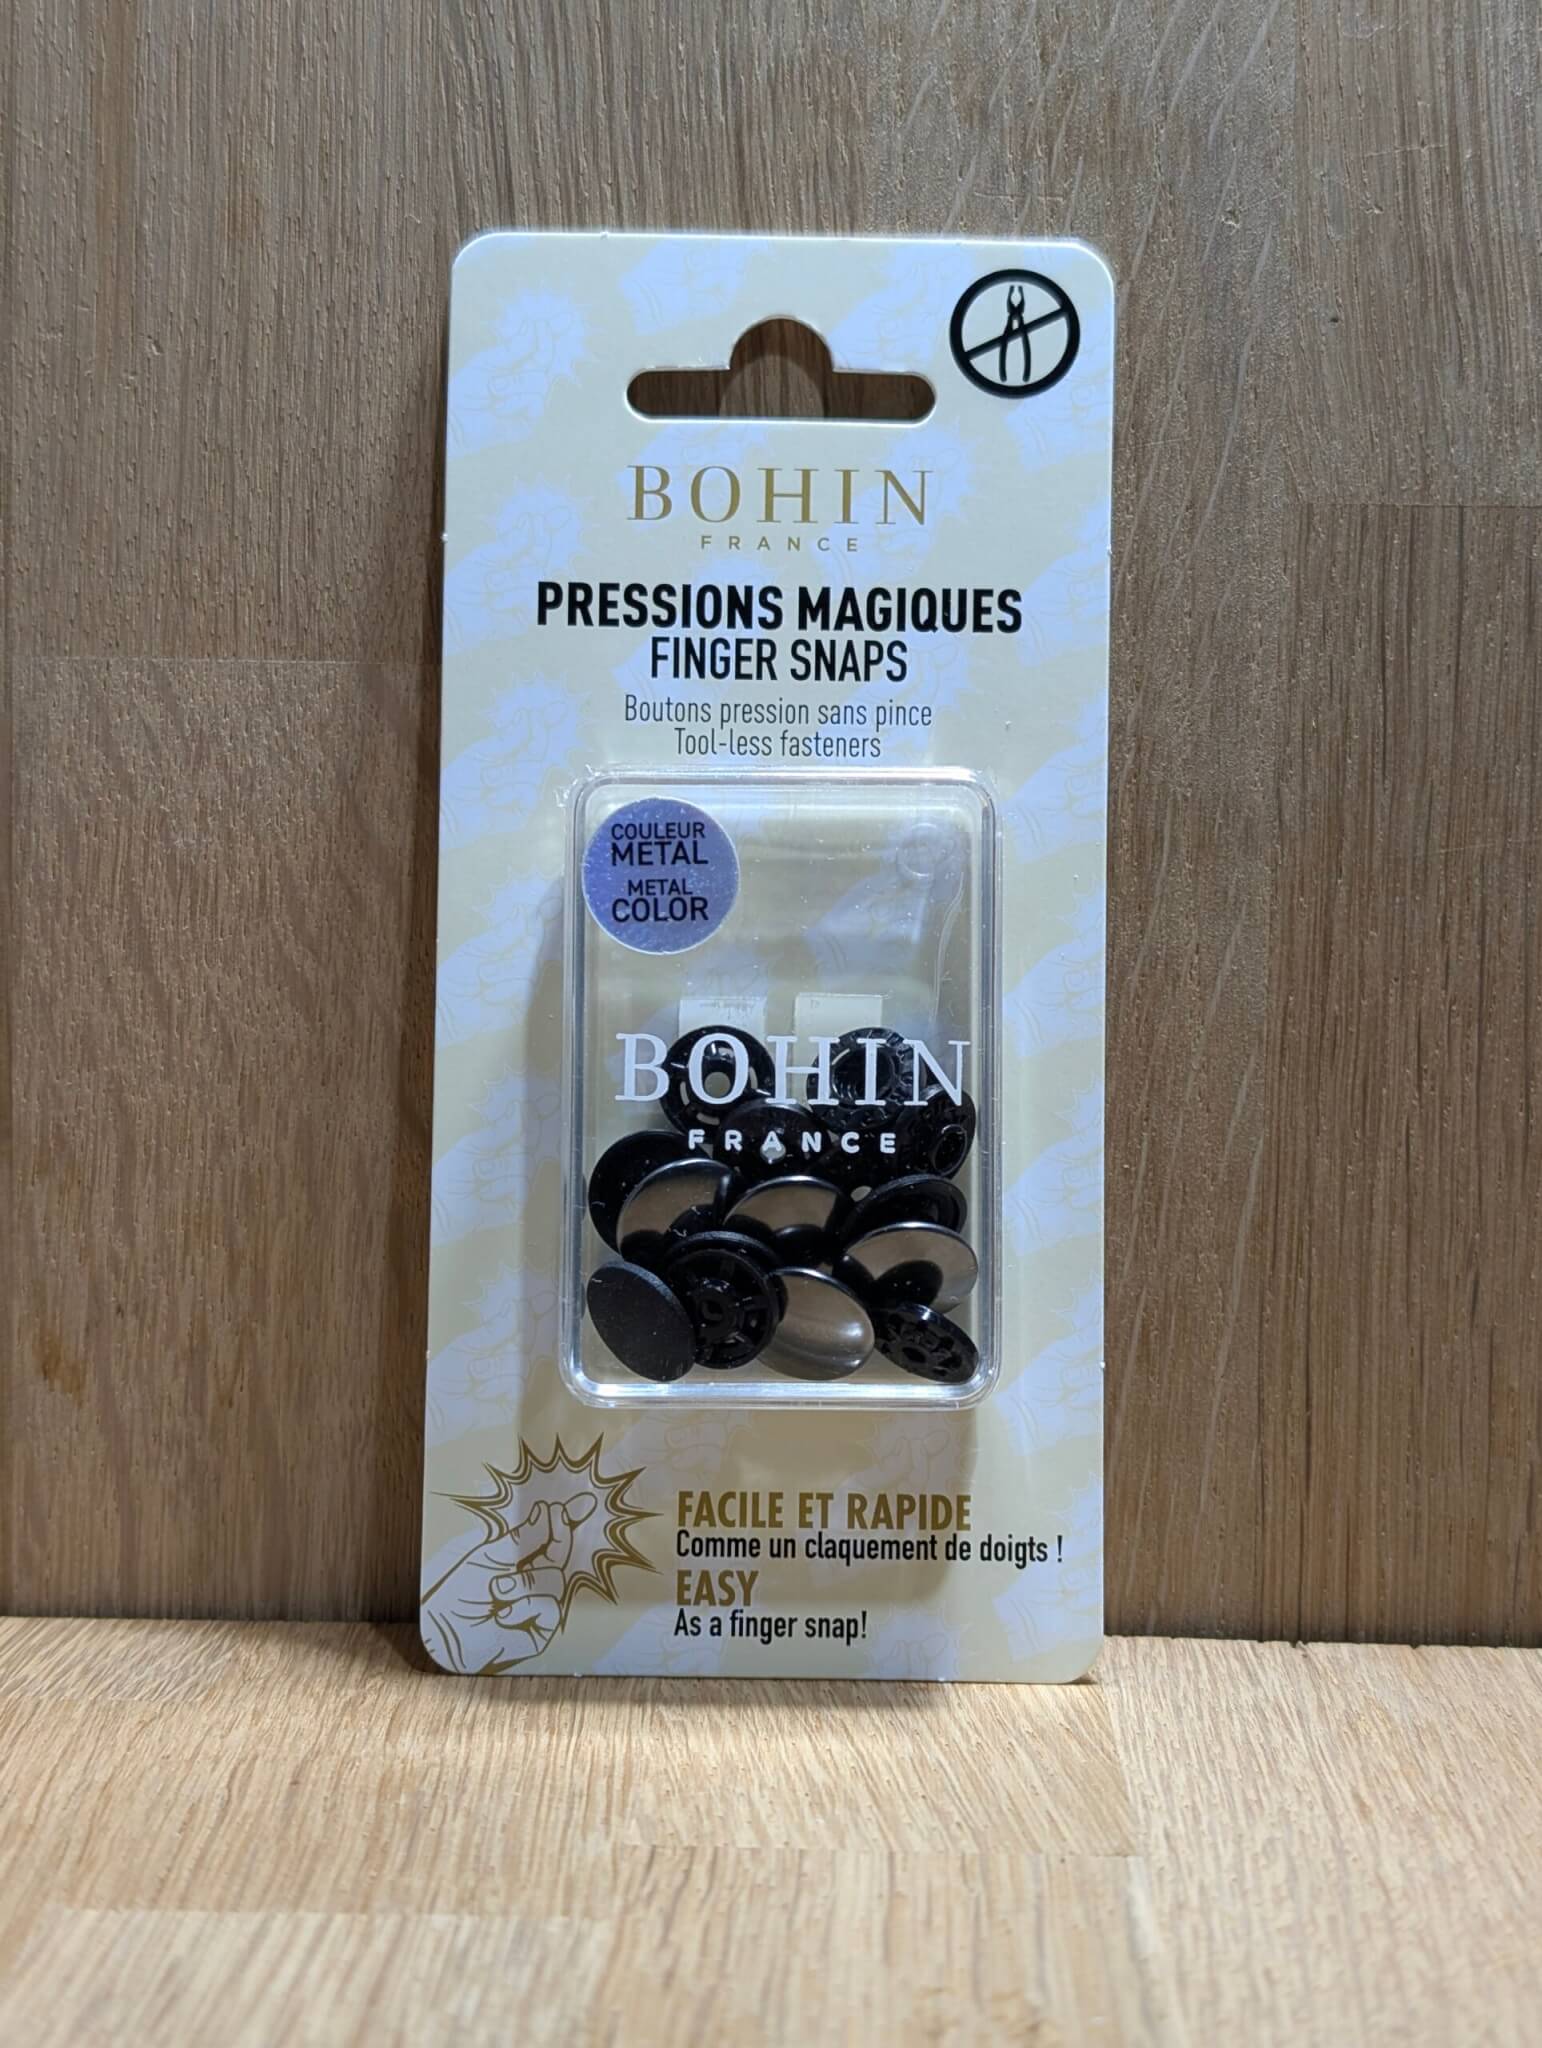 BOHIN
FRANCE
PRESSIONS MAGIQUES
FINGER SNAPS
Boutons pression sans pince
Tool-less fasteners
COULEUR
METAL
METAL
COLOR
BOHIN
FRANCE
FACILE ET RAPIDE
Comme un claquement de doigts !
EASY
As a finger snap!